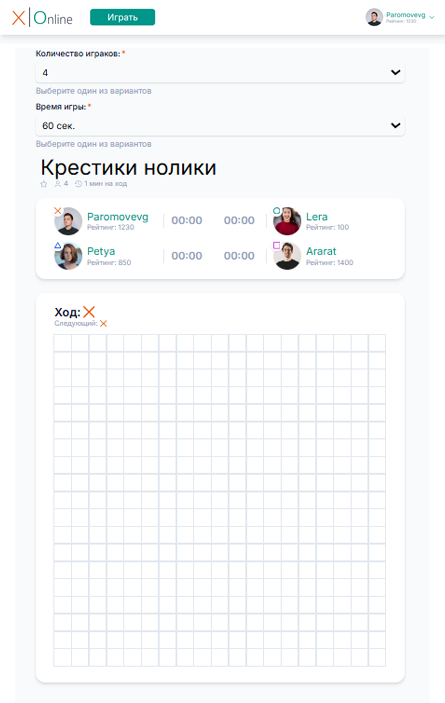 X|Online
Играть
Paromovevg
Рейтинг: 1230
Количество играков: *
4
Выберите один из вариантов
Время игры: *
60 сек.
Выберите один из вариантов
Крестики нолики
4 1 мин на ход
Paromovevg
Рейтинг: 1230
00:00
00:00
Lera
Рейтинг: 100
Petya
Рейтинг: 850
00:00
00:00
Ararat
Рейтинг: 1400
Ход:
Следующий: